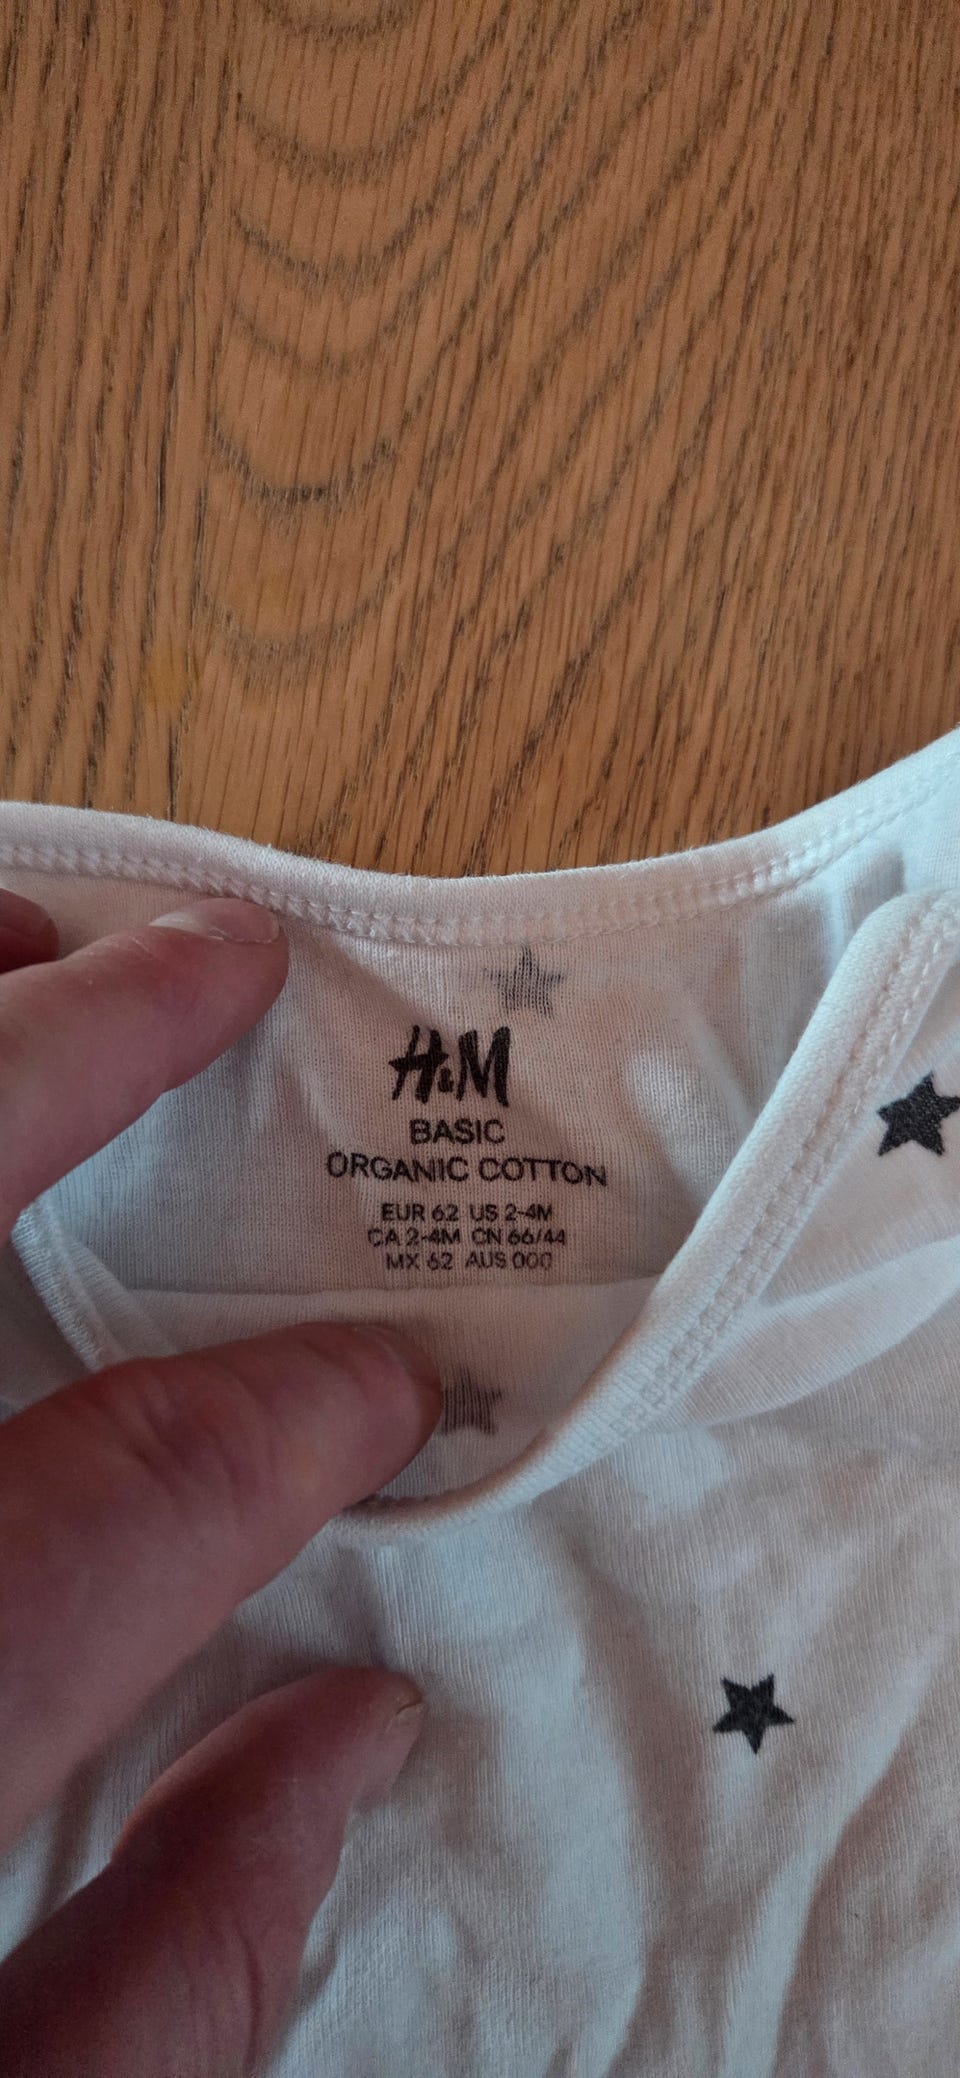 H&M
BASIC
ORGANIC COTTON
EUR 62 US 2-4M
CA 2-4M CN 66/44
MX 62 AUS 000